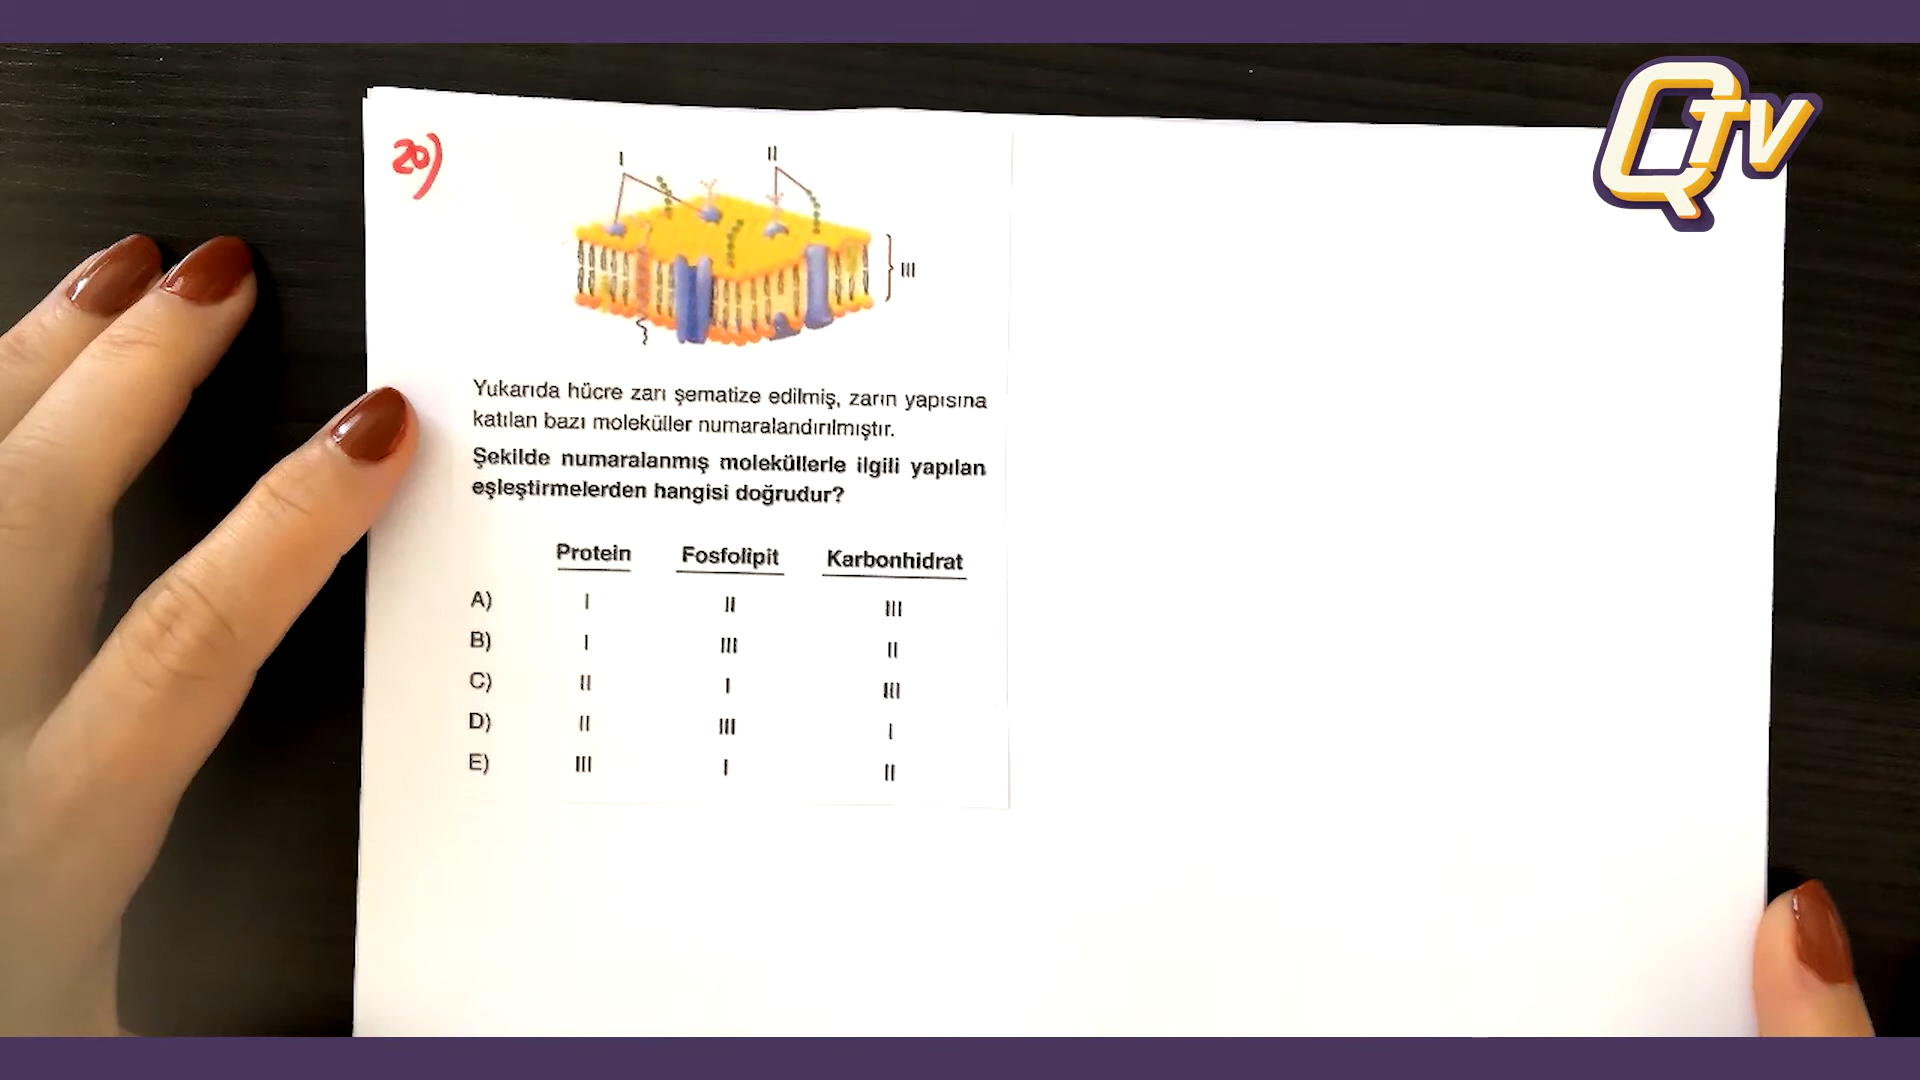 QTV
20)
I II
III
Yukarıda hücre zarı şematize edilmiş, zarın yapısına
katılan bazı moleküller numaralandırılmıştır.
Şekilde numaralanmış moleküllerle ilgili yapılan
eşleştirmelerden hangisi doğrudur?
Protein Fosfolipit Karbonhidrat
A) I II III
B) I III II
C) II I III
D) II III I
E) III I II